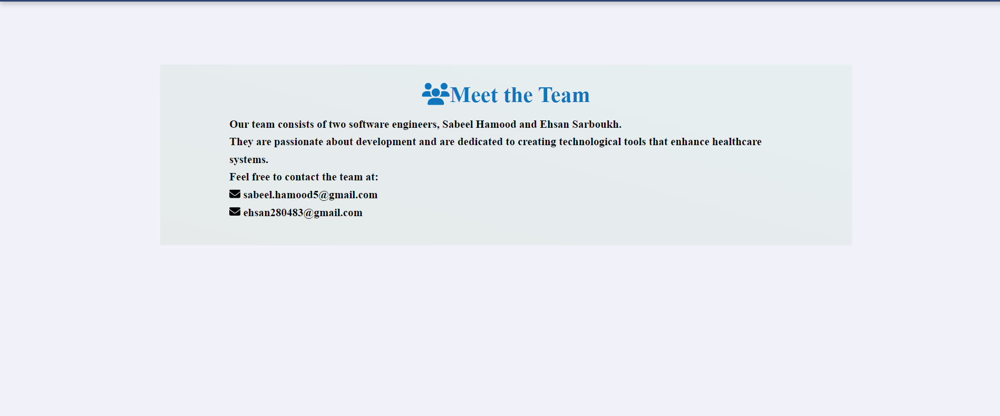 Meet the Team
Our team consists of two software engineers, Sabeel Hamood and Ehsan Sarboukh.
They are passionate about development and are dedicated to creating technological tools that enhance healthcare
systems.
Feel free to contact the team at:
sabeel.hamood5@gmail.com
ehsan280483@gmail.com